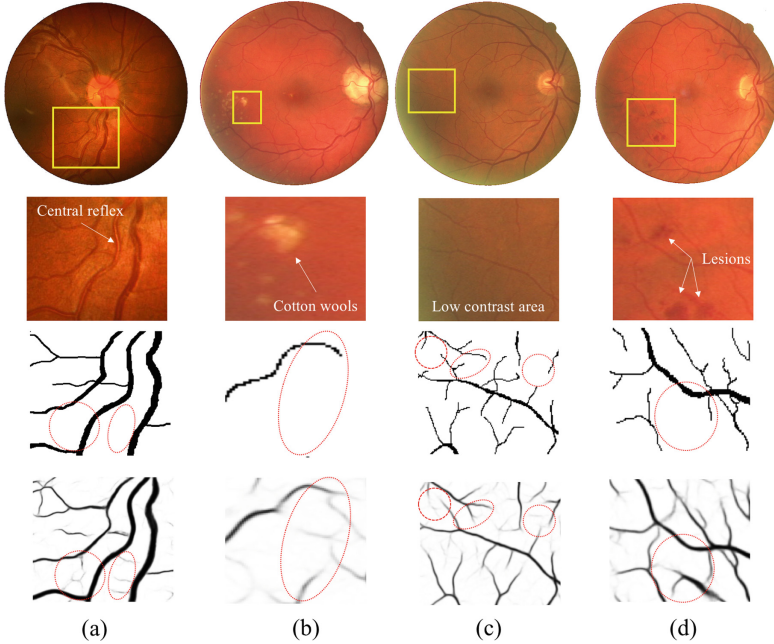 Central reflex
Cotton wools
Low contrast area
Lesions
(a)
(b)
(c)
(d)